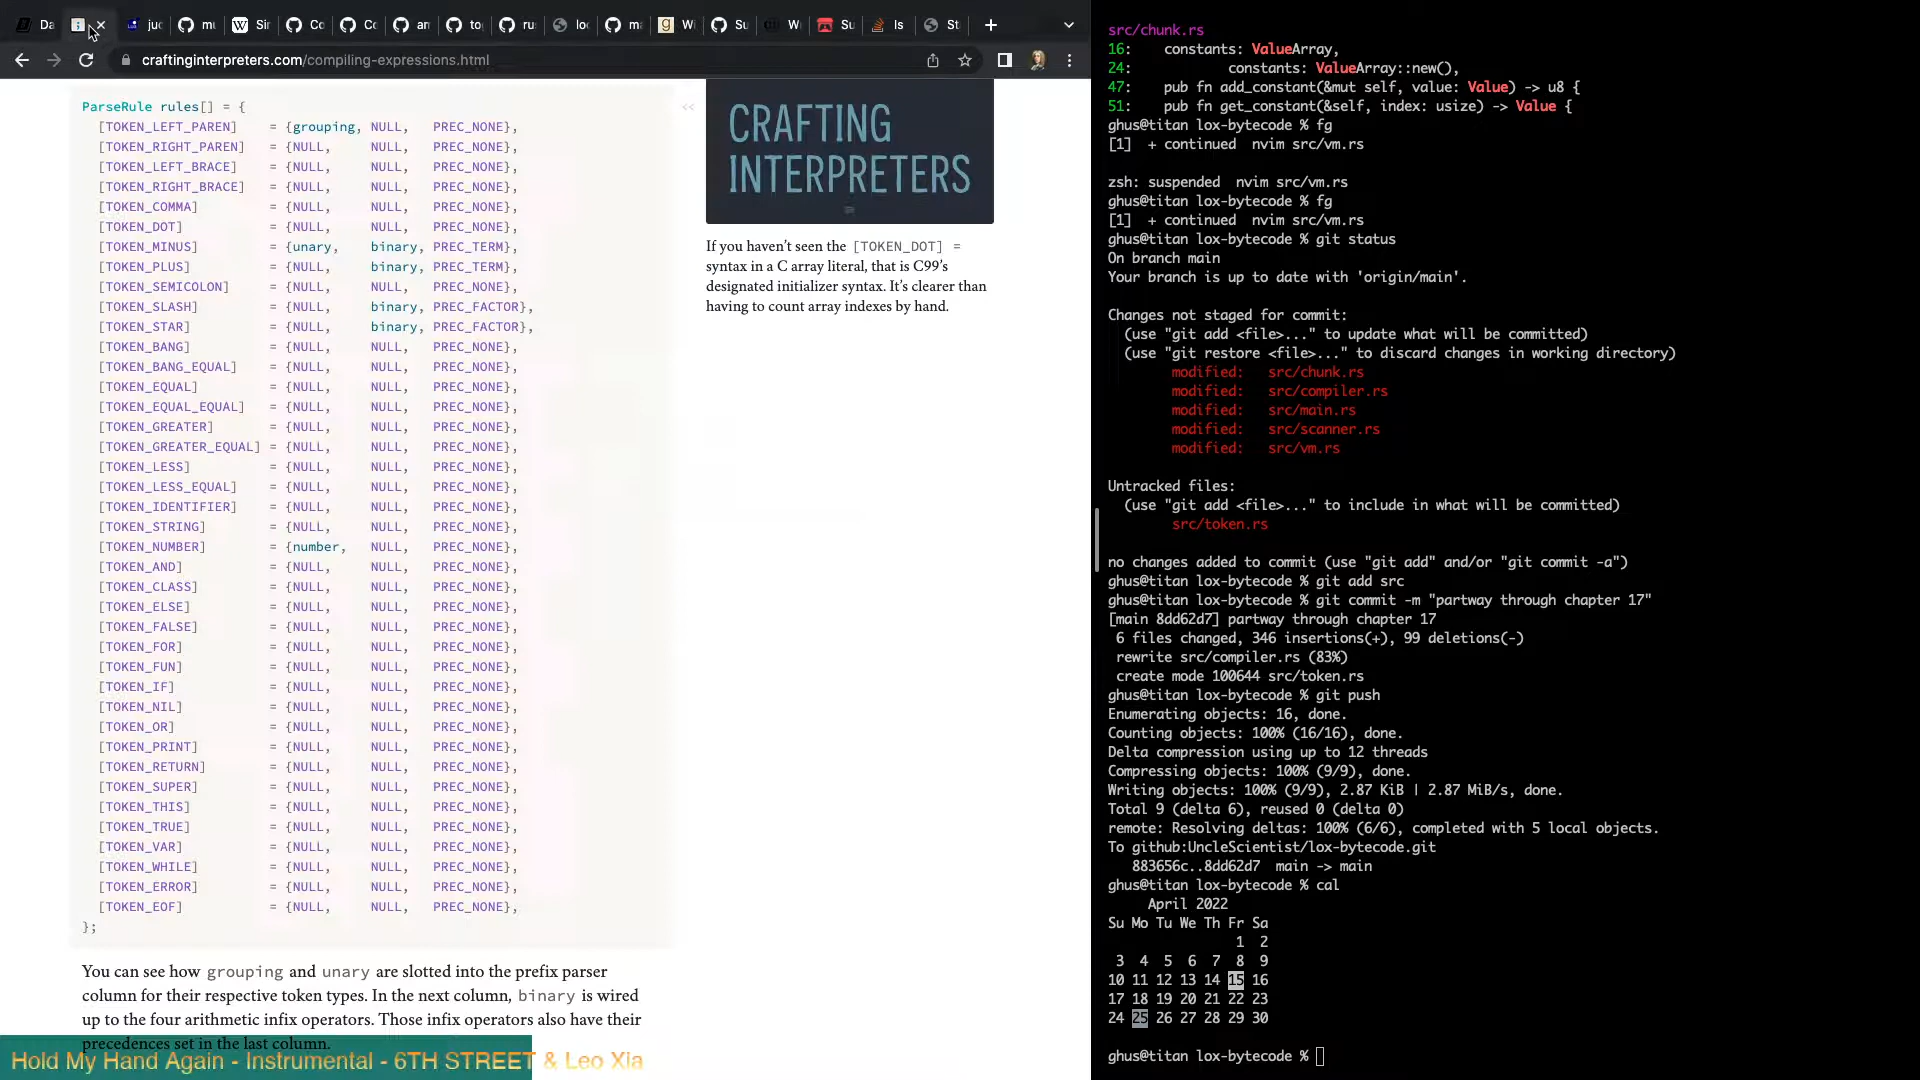 Da
juc
mu
Sir
Co
Co
an
to
ru
loc
ma
Wi
Su
W
Su
ls
St
craftinginterpreters.com/compiling-expressions.html
ParseRule rules[] = {
[TOKEN_LEFT_PAREN] = {grouping, NULL, PREC_NONE},
[TOKEN_RIGHT_PAREN] = {NULL, NULL, PREC_NONE},
[TOKEN_LEFT_BRACE] = {NULL, NULL, PREC_NONE},
[TOKEN_RIGHT_BRACE] = {NULL, NULL, PREC_NONE},
[TOKEN_COMMA] = {NULL, NULL, PREC_NONE},
[TOKEN_DOT] = {NULL, NULL, PREC_NONE},
[TOKEN_MINUS] = {unary, binary, PREC_TERM},
[TOKEN_PLUS] = {NULL, binary, PREC_TERM},
[TOKEN_SEMICOLON] = {NULL, NULL, PREC_NONE},
[TOKEN_SLASH] = {NULL, binary, PREC_FACTOR},
[TOKEN_STAR] = {NULL, binary, PREC_FACTOR},
[TOKEN_BANG] = {NULL, NULL, PREC_NONE},
[TOKEN_BANG_EQUAL] = {NULL, NULL, PREC_NONE},
[TOKEN_EQUAL] = {NULL, NULL, PREC_NONE},
[TOKEN_EQUAL_EQUAL] = {NULL, NULL, PREC_NONE},
[TOKEN_GREATER] = {NULL, NULL, PREC_NONE},
[TOKEN_GREATER_EQUAL] = {NULL, NULL, PREC_NONE},
[TOKEN_LESS] = {NULL, NULL, PREC_NONE},
[TOKEN_LESS_EQUAL] = {NULL, NULL, PREC_NONE},
[TOKEN_IDENTIFIER] = {NULL, NULL, PREC_NONE},
[TOKEN_STRING] = {NULL, NULL, PREC_NONE},
[TOKEN_NUMBER] = {number, NULL, PREC_NONE},
[TOKEN_AND] = {NULL, NULL, PREC_NONE},
[TOKEN_CLASS] = {NULL, NULL, PREC_NONE},
[TOKEN_ELSE] = {NULL, NULL, PREC_NONE},
[TOKEN_FALSE] = {NULL, NULL, PREC_NONE},
[TOKEN_FOR] = {NULL, NULL, PREC_NONE},
[TOKEN_FUN] = {NULL, NULL, PREC_NONE},
[TOKEN_IF] = {NULL, NULL, PREC_NONE},
[TOKEN_NIL] = {NULL, NULL, PREC_NONE},
[TOKEN_OR] = {NULL, NULL, PREC_NONE},
[TOKEN_PRINT] = {NULL, NULL, PREC_NONE},
[TOKEN_RETURN] = {NULL, NULL, PREC_NONE},
[TOKEN_SUPER] = {NULL, NULL, PREC_NONE},
[TOKEN_THIS] = {NULL, NULL, PREC_NONE},
[TOKEN_TRUE] = {NULL, NULL, PREC_NONE},
[TOKEN_VAR] = {NULL, NULL, PREC_NONE},
[TOKEN_WHILE] = {NULL, NULL, PREC_NONE},
[TOKEN_ERROR] = {NULL, NULL, PREC_NONE},
[TOKEN_EOF] = {NULL, NULL, PREC_NONE},
};
You can see how grouping and unary are slotted into the prefix parser
column for their respective token types. In the next column, binary is wired
up to the four arithmetic infix operators. Those infix operators also have their
precedences set in the last column.
Hold My Hand Again - Instrumental - 6TH STREET & Leo Xia
<<
CRAFTING
INTERPRETERS
If you haven't seen the [TOKEN_DOT] =
syntax in a C array literal, that is C99's
designated initializer syntax. It's clearer than
having to count array indexes by hand.
src/chunk.rs
16: constants: ValueArray,
24: constants: ValueArray::new(),
47: pub fn add_constant(&mut self, value: Value) -> u8 {
51: pub fn get_constant(&self, index: usize) -> Value {
ghus@titan lox-bytecode % fg
[1] + continued nvim src/vm.rs
zsh: suspended nvim src/vm.rs
ghus@titan lox-bytecode % fg
[1] + continued nvim src/vm.rs
ghus@titan lox-bytecode % git status
On branch main
Your branch is up to date with 'origin/main'.
Changes not staged for commit:
(use "git add <file>..." to update what will be committed)
(use "git restore <file>..." to discard changes in working directory)
modified: src/chunk.rs
modified: src/compiler.rs
modified: src/main.rs
modified: src/scanner.rs
modified: src/vm.rs
Untracked files:
(use "git add <file>..." to include in what will be committed)
src/token.rs
no changes added to commit (use "git add" and/or "git commit -a")
ghus@titan lox-bytecode % git add src
ghus@titan lox-bytecode % git commit -m "partway through chapter 17"
[main 8dd62d7] partway through chapter 17
6 files changed, 346 insertions(+), 99 deletions(-)
rewrite src/compiler.rs (83%)
create mode 100644 src/token.rs
ghus@titan lox-bytecode % git push
Enumerating objects: 16, done.
Counting objects: 100% (16/16), done.
Delta compression using up to 12 threads
Compressing objects: 100% (9/9), done.
Writing objects: 100% (9/9), 2.87 KiB | 2.87 MiB/s, done.
Total 9 (delta 6), reused 0 (delta 0)
remote: Resolving deltas: 100% (6/6), completed with 5 local objects.
To github:UncleScientist/lox-bytecode.git
883656c..8dd62d7 main -> main
ghus@titan lox-bytecode % cal
April 2022
Su Mo Tu We Th Fr Sa
1 2
3 4 5 6 7 8 9
10 11 12 13 14 15 16
17 18 19 20 21 22 23
24 25 26 27 28 29 30
ghus@titan lox-bytecode %